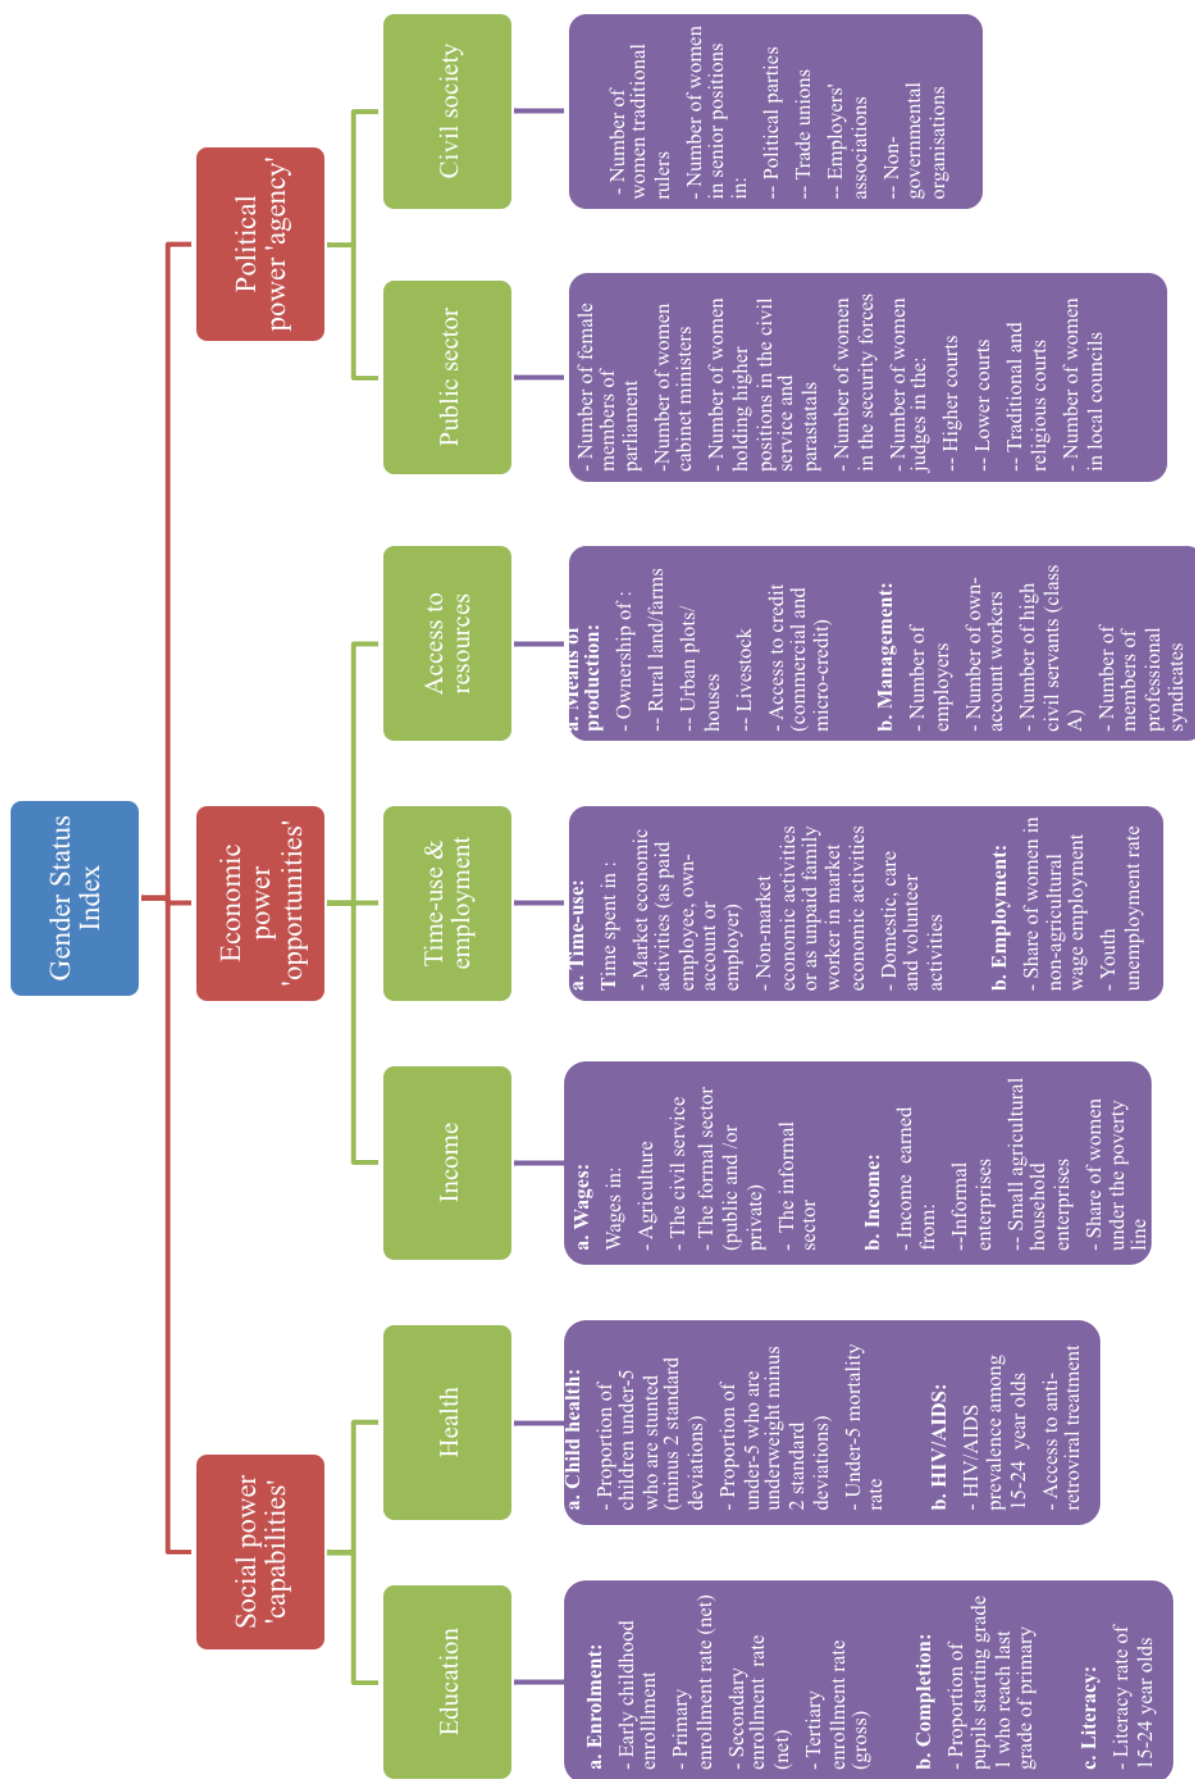 Gender Status
Index
Social power
'capabilities'
Economic
power
'opportunities'
Political
power 'agency'
Education
Health
Income
Time-use &
employment
Access to
resources
Public sector
Civil society
a. Enrolment:
- Early childhood
enrolllment
- Primary
enrollment rate (net)
- Secondary
enrollment rate
(net)
- Tertiary
enrollment rate
(gross)
b. Completion:
- Proportion of
pupils starting grade
1 who reach last
grade of primary
c. Literacy:
- Literacy rate of
15-24 year olds
a. Child health:
- Proportion of
children under-5
who are stunted
(minus 2 standard
deviations)
- Proportion of
under-5 who are
underweight minus
2 standard
deviations)
- Under-5 mortality
rate
b. HIV/AIDS:
- HIV/AIDS
prevalence among
15-24 year olds
- Access to anti-
retroviral treatment
a. Wages:
Wages in:
- Agriculture
- The civil service
- The formal sector
(public and /or
private)
- The informal
sector
b. Income:
- Income earned
from:
--Informal
enterprises
-- Small agricultural
household
enterprises
- Share of women
under the poverty
line
a. Time-use:
Time spent in :
- Market economic
activities (as paid
employee, own-
account or
employer)
- Non-market
economic activities
or as unpaid family
worker in market
economic activities
- Domestic, care
and volunteer
activities
b. Employment:
- Share of women in
non-agricultural
wage employment
- Youth
unemployment rate
a. Means of
production:
- Ownership of :
-- Rural land/farms
-- Urban plots/
houses
-- Livestock
- Access to credit
(commercial and
micro-credit)
b. Management:
- Number of
employers
- Number of own-
account workers
- Number of high
civil servants (class
A)
- Number of
members of
professional
syndicates
- Number of female
members of
parliament
-Number of women
cabinet ministers
- Number of women
holding higher
positions in the civil
service and
parastatals
- Number of women
in the security forces
- Number of women
judges in the:
-- Higher courts
-- Lower courts
-- Traditional and
religious courts
- Number of women
in local councils
- Number of
women traditional
rulers
- Number of women
in senior positions
in:
-- Political parties
-- Trade unions
-- Employers'
associations
-- Non-
governmental
organisations